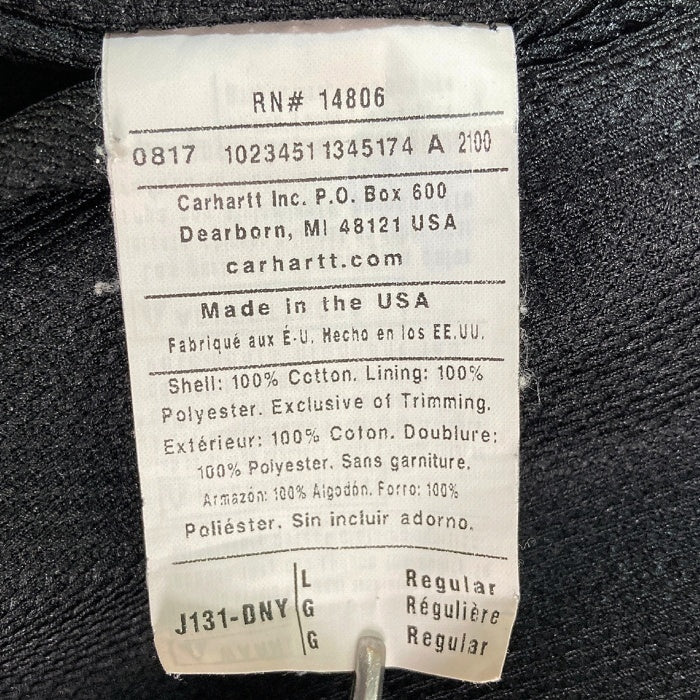 RN# 14806
0817 10234511345174 A 2100
Carhartt Inc. P.O. Box 600
Dearborn, MI 48121 USA
carhartt.com
Made in the USA
Fabriqué aux É-U. Hecho en los EE.UU.
Shell: 100% Cotton. Lining: 100%
Polyester. Exclusive of Trimming.
Extérieur: 100% Coton. Doublure:
100% Polyester. Sans garniture.
Armazón: 100% Algodón. Forro: 100%
Poliéster. Sin incluir adorno.
L Regular
J131-DNY G Régulière
G Regular